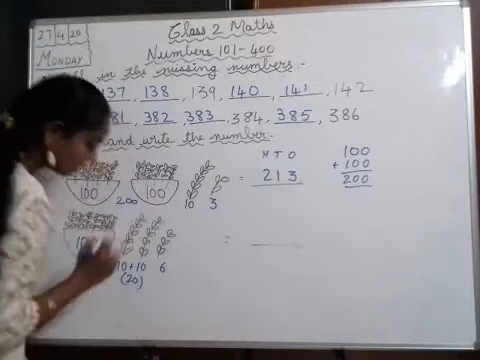 27 4 20
MONDAY
Class 2 Maths
Numbers 101-400
in the missing numbers:-
137, 138, 139, 140, 141, 142
381, 382, 383, 384, 385, 386
and write the number:
H T O
100 100 = 213
200 10 3
100
+ 100
200
10+10 6 =
(20)